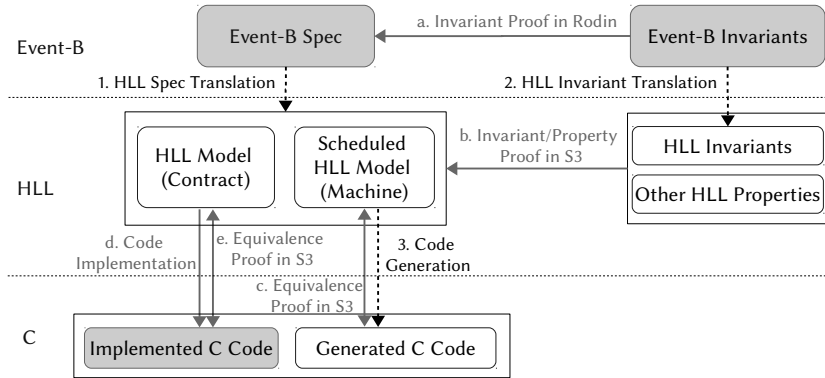 a. Invariant Proof in Rodin
Event-B Spec
Event-B Invariants
Event-B
1. HLL Spec Translation
2. HLL Invariant Translation
HLL Model
(Contract)
Scheduled
HLL Model
(Machine)
b. Invariant/Property
Proof in S3
HLL Invariants
Other HLL Properties
HLL
d. Code
Implementation
e. Equivalence
Proof in S3
3. Code
Generation
c. Equivalence
Proof in S3
C
Implemented C Code
Generated C Code